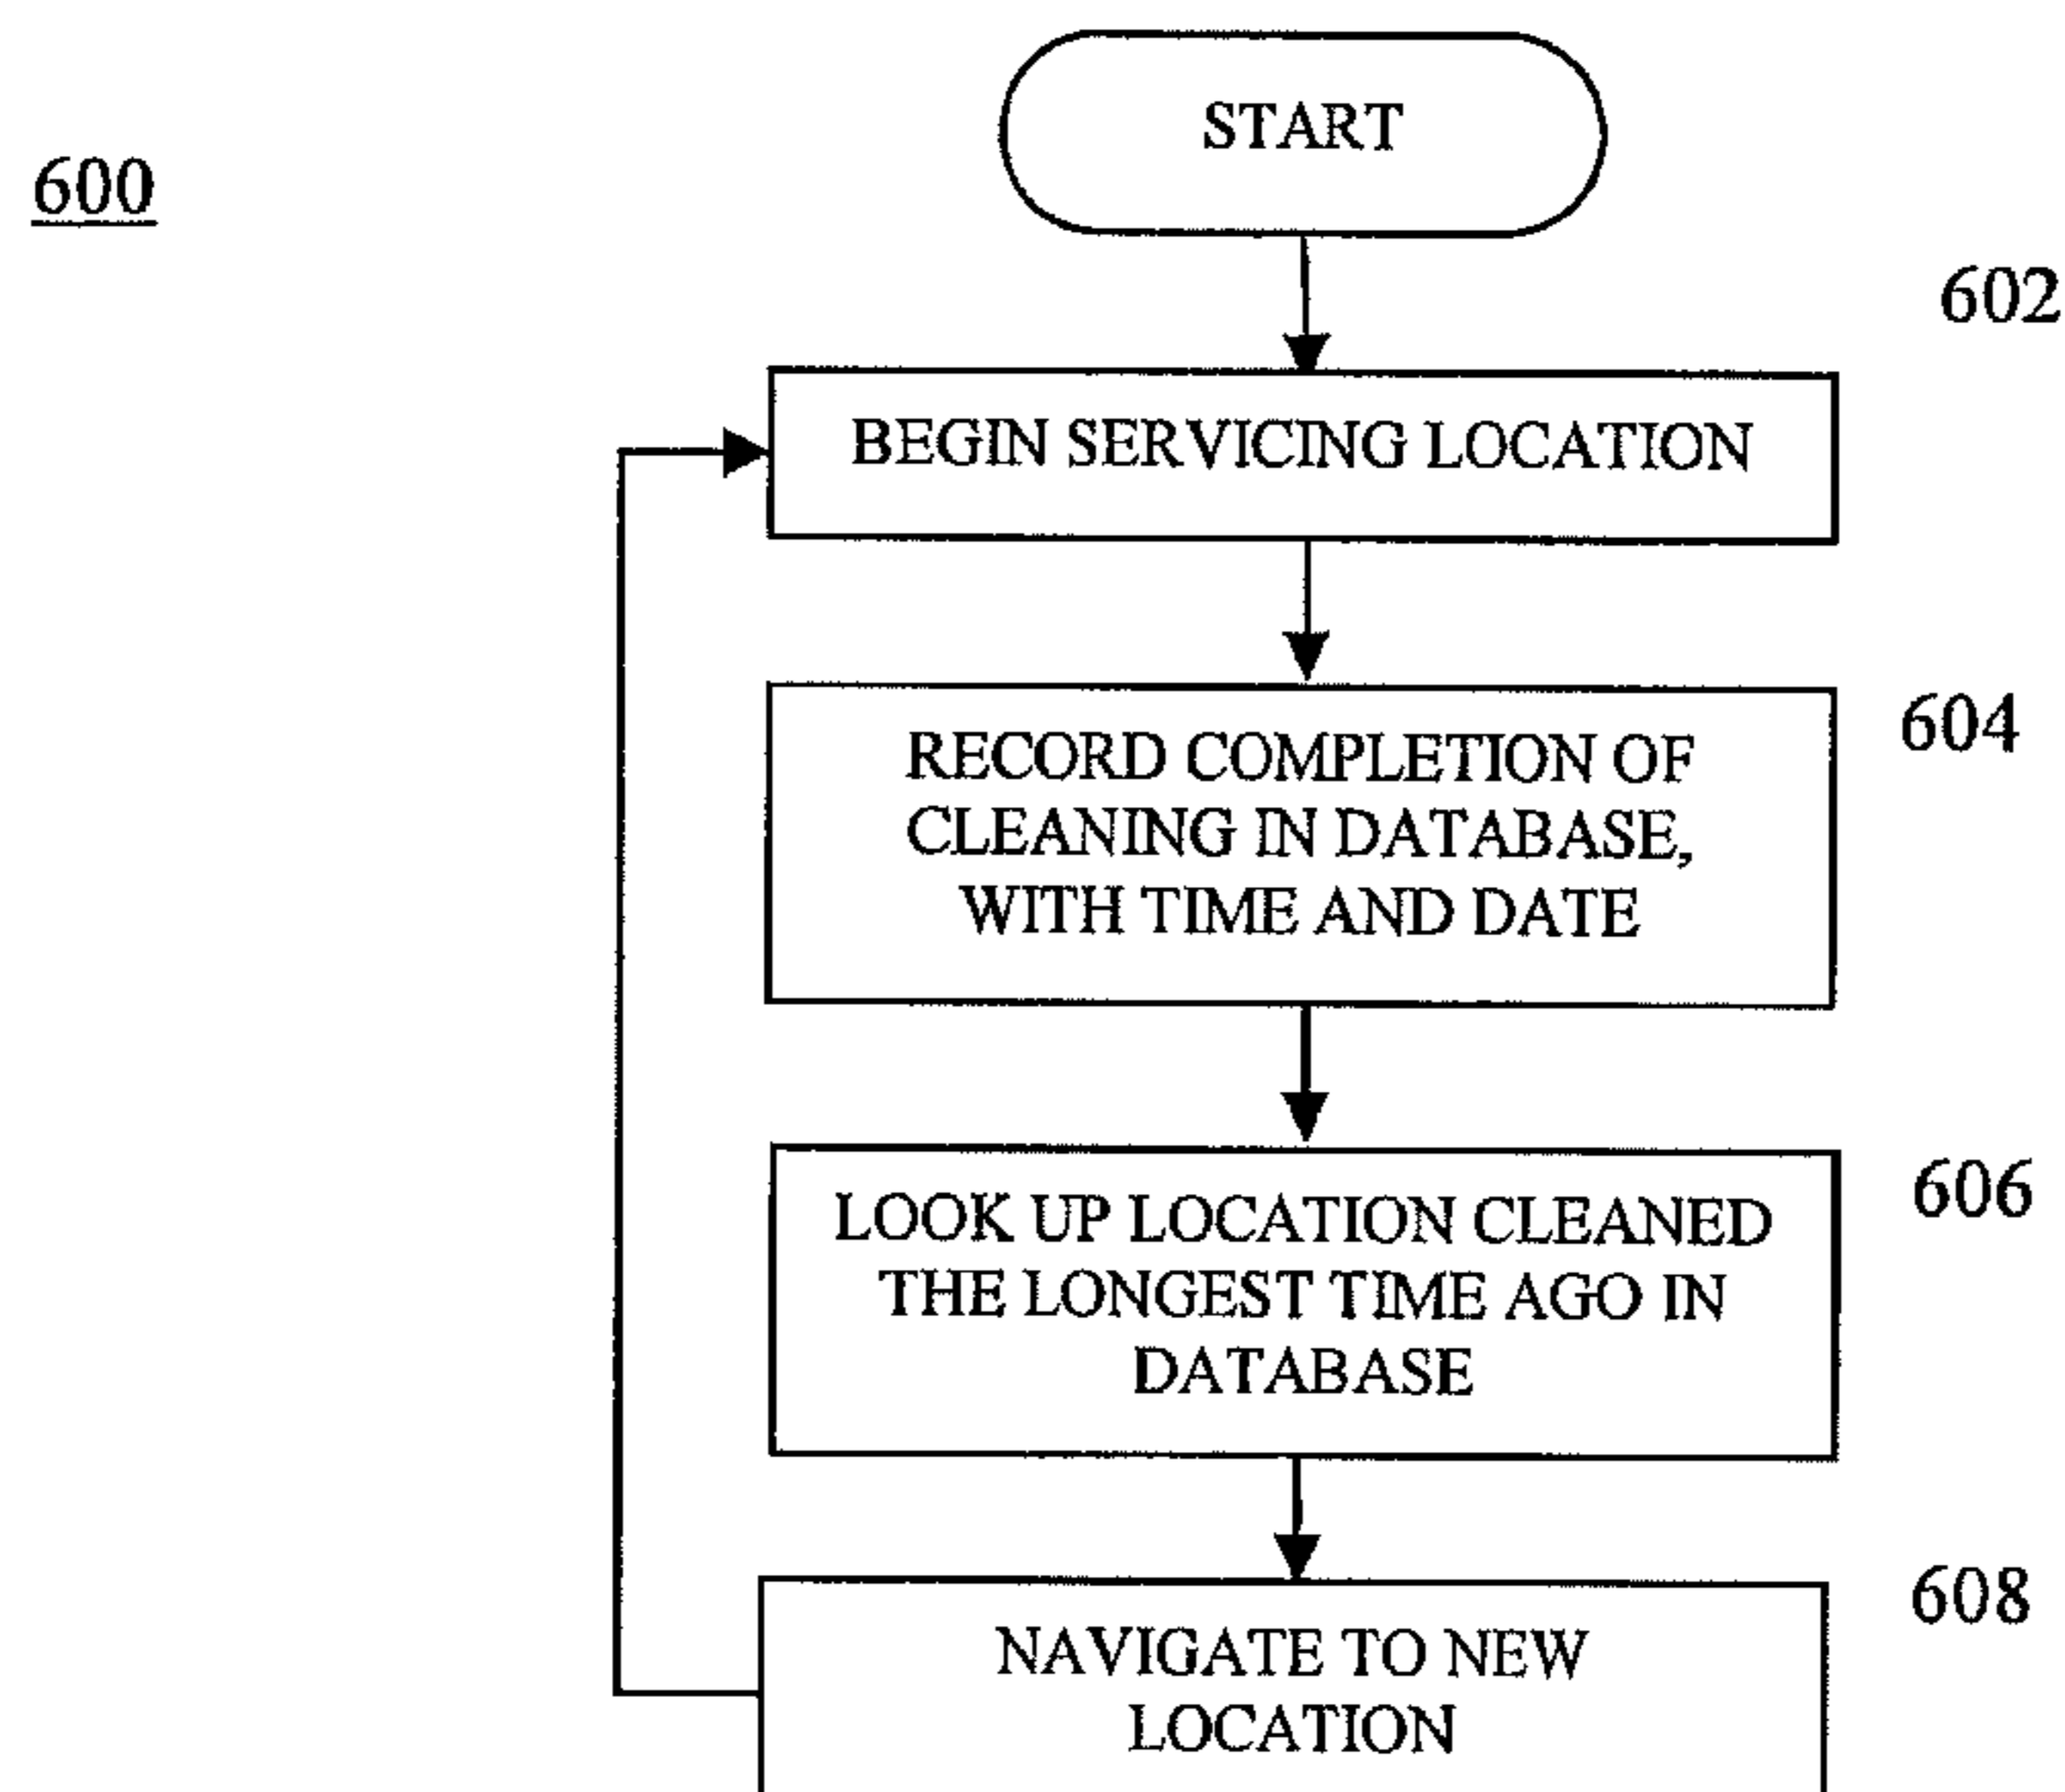 START
600
602
BEGIN SERVICING LOCATION
604
RECORD COMPLETION OF
CLEANING IN DATABASE,
WITH TIME AND DATE
606
LOOK UP LOCATION CLEANED
THE LONGEST TIME AGO IN
DATABASE
608
NAVIGATE TO NEW
LOCATION